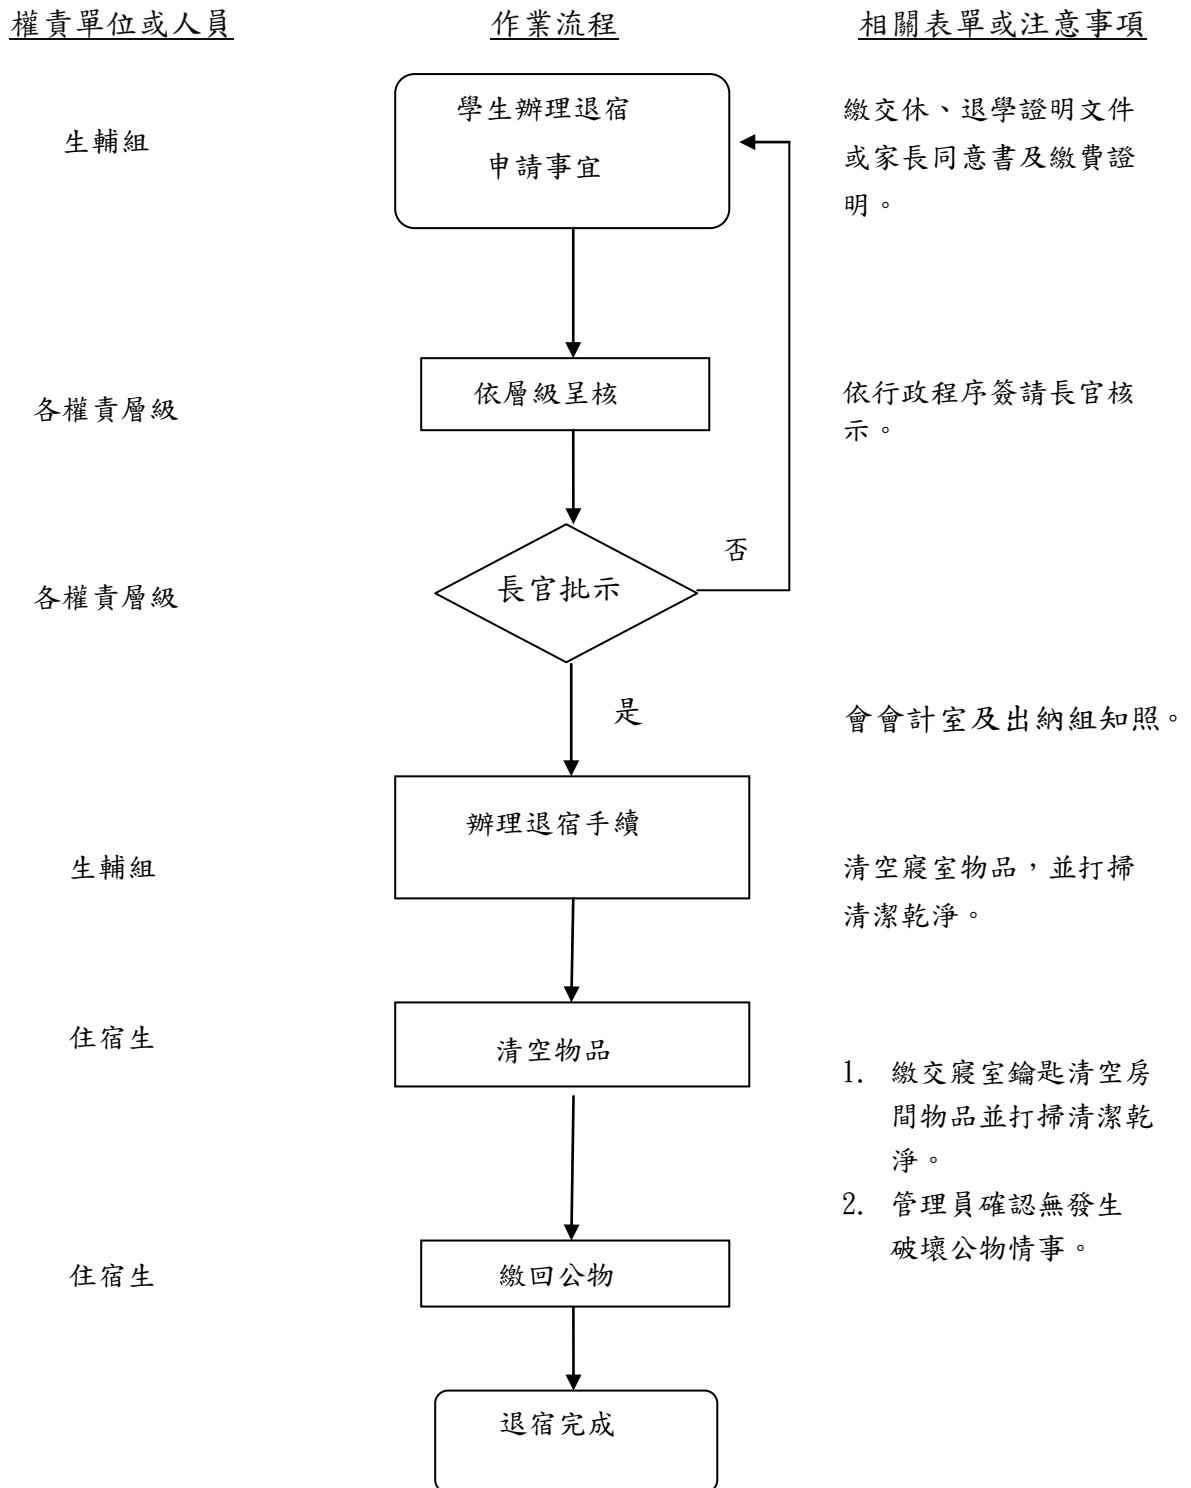 權責單位或人員 作業流程 相關表單或注意事項
學生辦理退宿
申請事宜
生輔組
繳交休、退學證明文件
或家長同意書及繳費證
明。
各權責層級
依層級呈核
依行政程序簽請長官核
示。
否
各權責層級
長官批示
是
會會計室及出納組知照。
辦理退宿手續
生輔組
清空寢室物品，並打掃
清潔乾淨。
住宿生
清空物品
1. 繳交寢室鑰匙清空房
間物品並打掃清潔乾
淨。
2. 管理員確認無發生
破壞公物情事。
住宿生
繳回公物
退宿完成